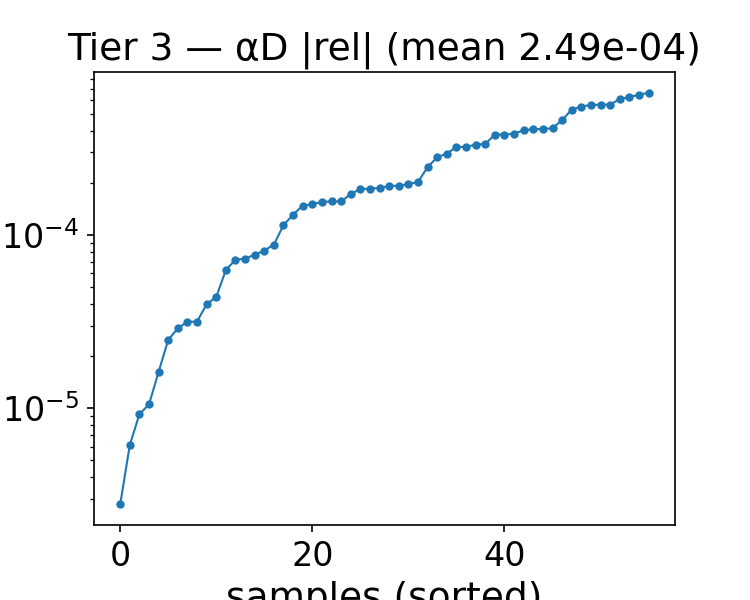 Tier 3 — αD |rel| (mean 2.49e-04)
10⁻⁴
10⁻⁵
0 20 40
samples (sorted)